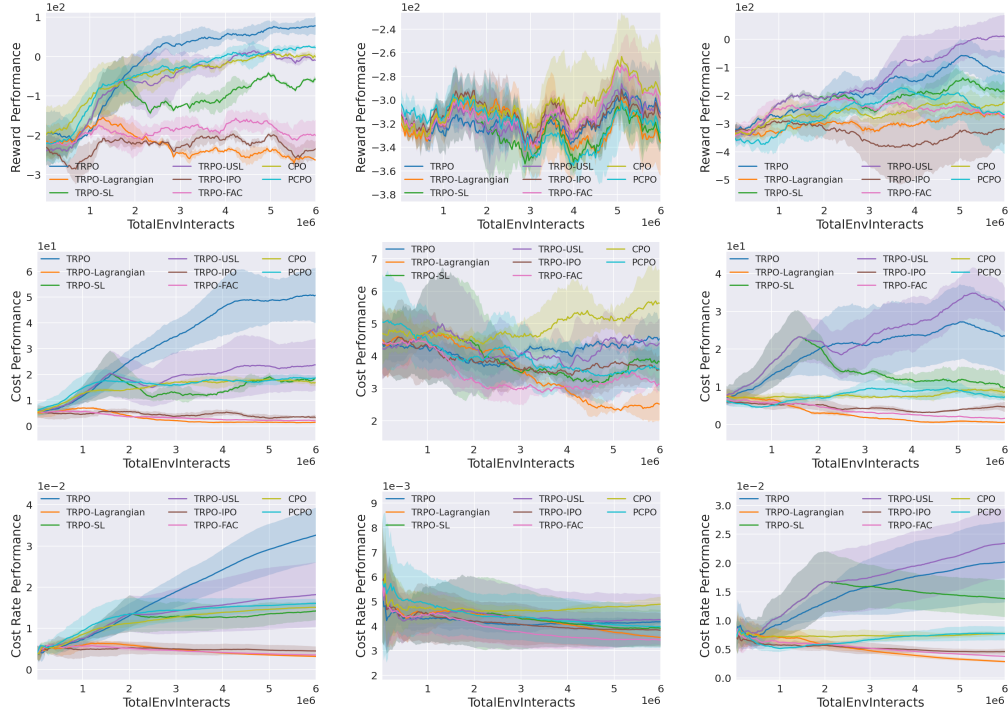 1e2
1
0
−1
−2
−3
Reward Performance
TRPO
TRPO-Lagrangian
TRPO-SL
TRPO-USL
TRPO-IPO
TRPO-FAC
CPO
PCPO
1 2 3 4 5 6
TotalEnvInteracts
1e6
1e2
−2.4
−2.6
−2.8
−3.0
−3.2
−3.4
−3.6
−3.8
Reward Performance
TRPO
TRPO-Lagrangian
TRPO-SL
TRPO-USL
TRPO-IPO
TRPO-FAC
CPO
PCPO
1 2 3 4 5 6
TotalEnvInteracts
1e6
1e2
0
−1
−2
−3
−4
−5
Reward Performance
TRPO
TRPO-Lagrangian
TRPO-SL
TRPO-USL
TRPO-IPO
TRPO-FAC
CPO
PCPO
1 2 3 4 5 6
TotalEnvInteracts
1e6
1e1
6
5
4
3
2
1
0
Cost Performance
TRPO
TRPO-Lagrangian
TRPO-SL
TRPO-USL
TRPO-IPO
TRPO-FAC
CPO
PCPO
1 2 3 4 5 6
TotalEnvInteracts
1e6
7
6
5
4
3
2
Cost Performance
TRPO
TRPO-Lagrangian
TRPO-SL
TRPO-USL
TRPO-IPO
TRPO-FAC
CPO
PCPO
1 2 3 4 5 6
TotalEnvInteracts
1e6
1e1
4
3
2
1
0
Cost Performance
TRPO
TRPO-Lagrangian
TRPO-SL
TRPO-USL
TRPO-IPO
TRPO-FAC
CPO
PCPO
1 2 3 4 5 6
TotalEnvInteracts
1e6
1e−2
4
3
2
1
0
Cost Rate Performance
TRPO
TRPO-Lagrangian
TRPO-SL
TRPO-USL
TRPO-IPO
TRPO-FAC
CPO
PCPO
1 2 3 4 5 6
TotalEnvInteracts
1e6
1e−3
9
8
7
6
5
4
3
2
Cost Rate Performance
TRPO
TRPO-Lagrangian
TRPO-SL
TRPO-USL
TRPO-IPO
TRPO-FAC
CPO
PCPO
1 2 3 4 5 6
TotalEnvInteracts
1e6
1e−2
3.0
2.5
2.0
1.5
1.0
0.5
0.0
Cost Rate Performance
TRPO
TRPO-Lagrangian
TRPO-SL
TRPO-USL
TRPO-IPO
TRPO-FAC
CPO
PCPO
1 2 3 4 5 6
TotalEnvInteracts
1e6